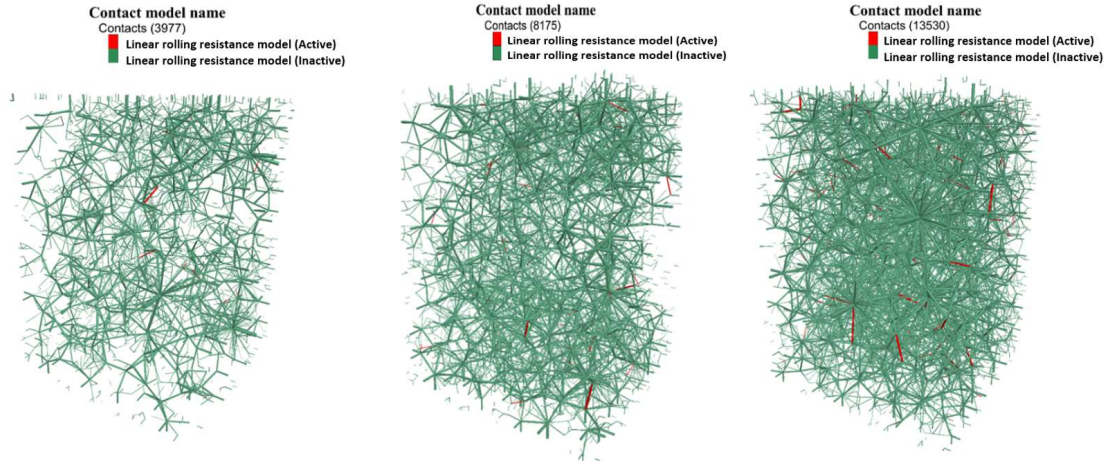 Contact model name
Contacts (3977)
Linear rolling resistance model (Active)
Linear rolling resistance model (Inactive)
Contact model name
Contacts (8175)
Linear rolling resistance model (Active)
Linear rolling resistance model (Inactive)
Contact model name
Contacts (13530)
Linear rolling resistance model (Active)
Linear rolling resistance model (Inactive)